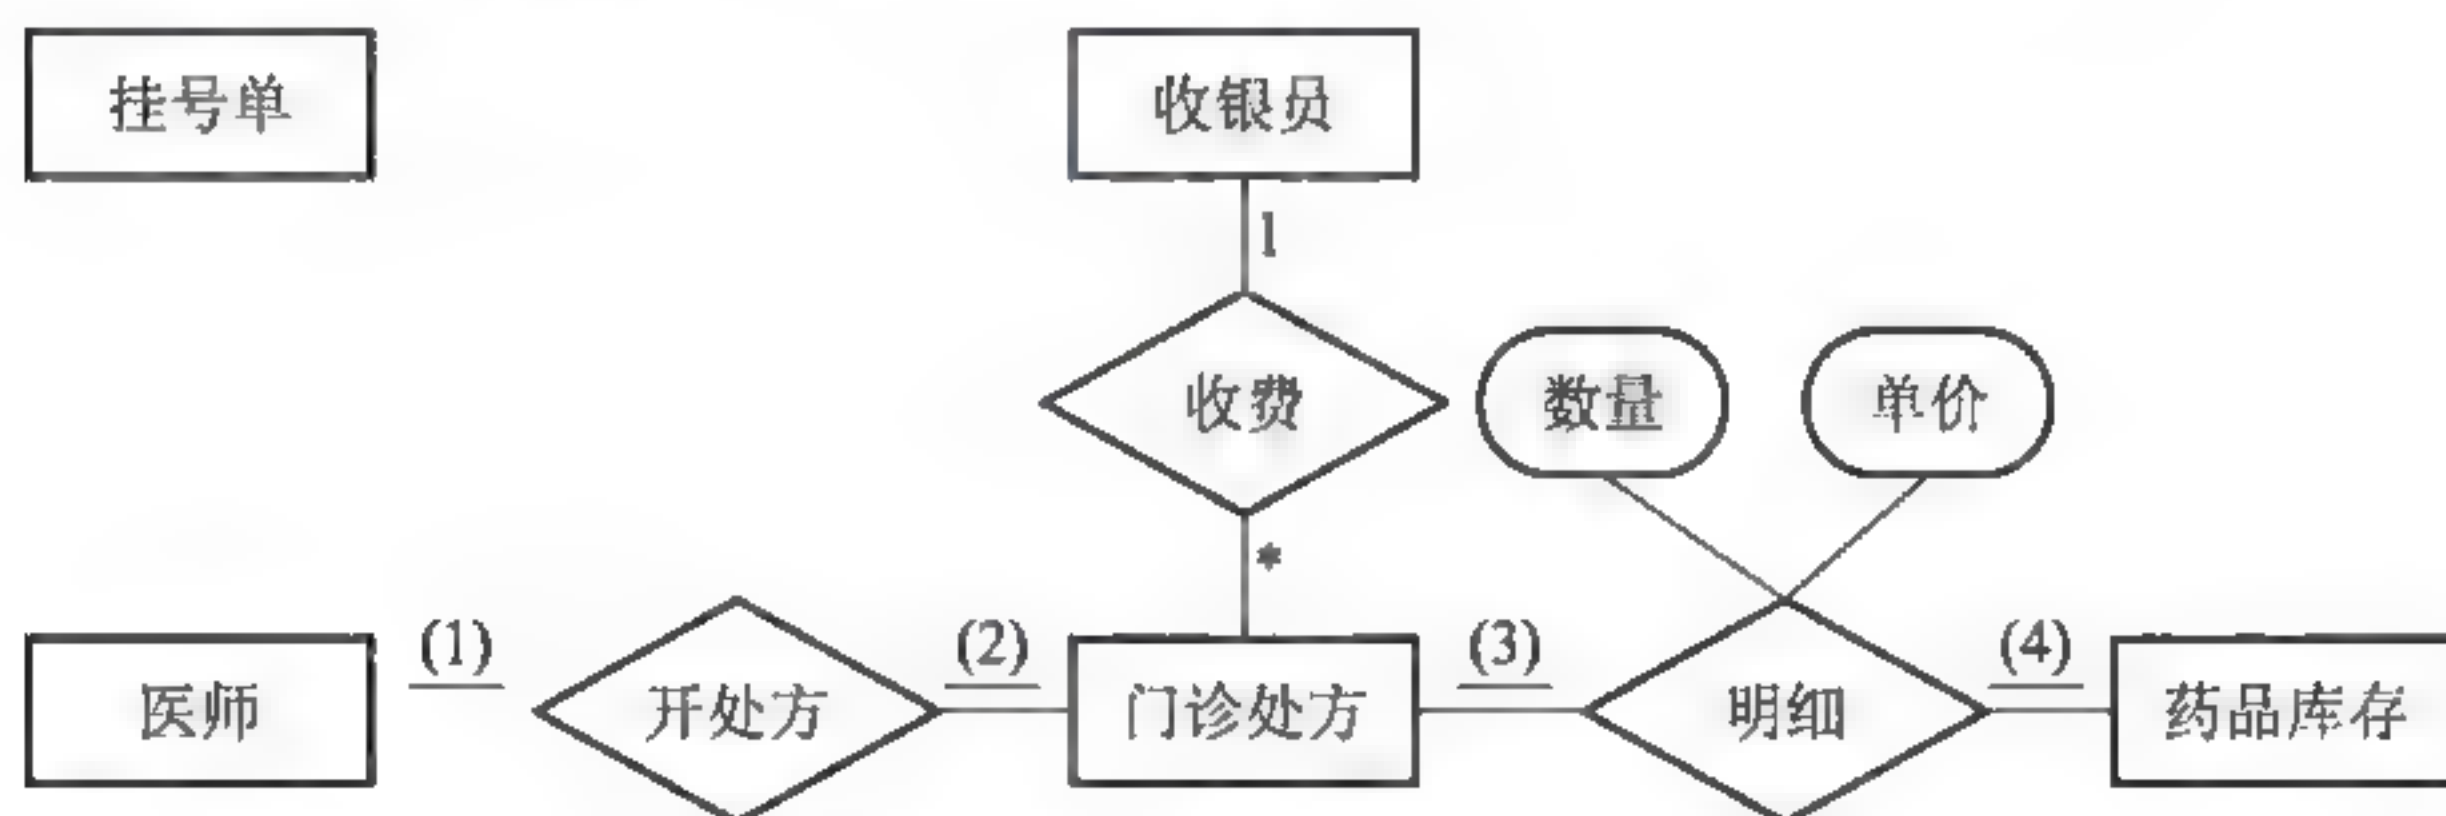 挂号单 收银员
1
收费 数量 单价
*
(1) (2) (3) (4)
医师 开处方 门诊处方 明细 药品库存